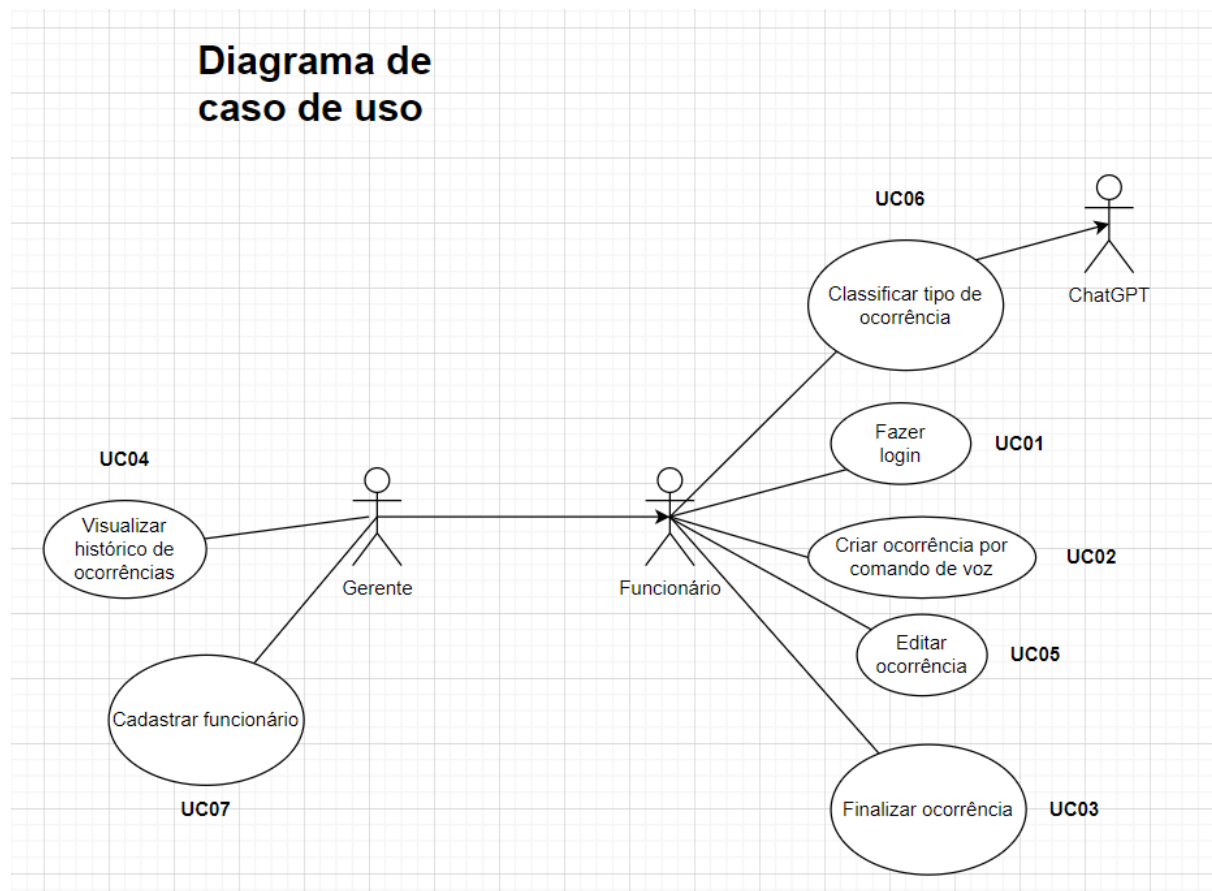 Diagrama de
caso de uso
UC06
Classificar tipo de
ocorrência
ChatGPT
Fazer
login
UC01
UC04
Visualizar
histórico de
ocorrências
Gerente
Funcionário
Criar ocorrência por
comando de voz
UC02
Editar
ocorrência
UC05
Cadastrar funcionário
UC07
Finalizar ocorrência
UC03